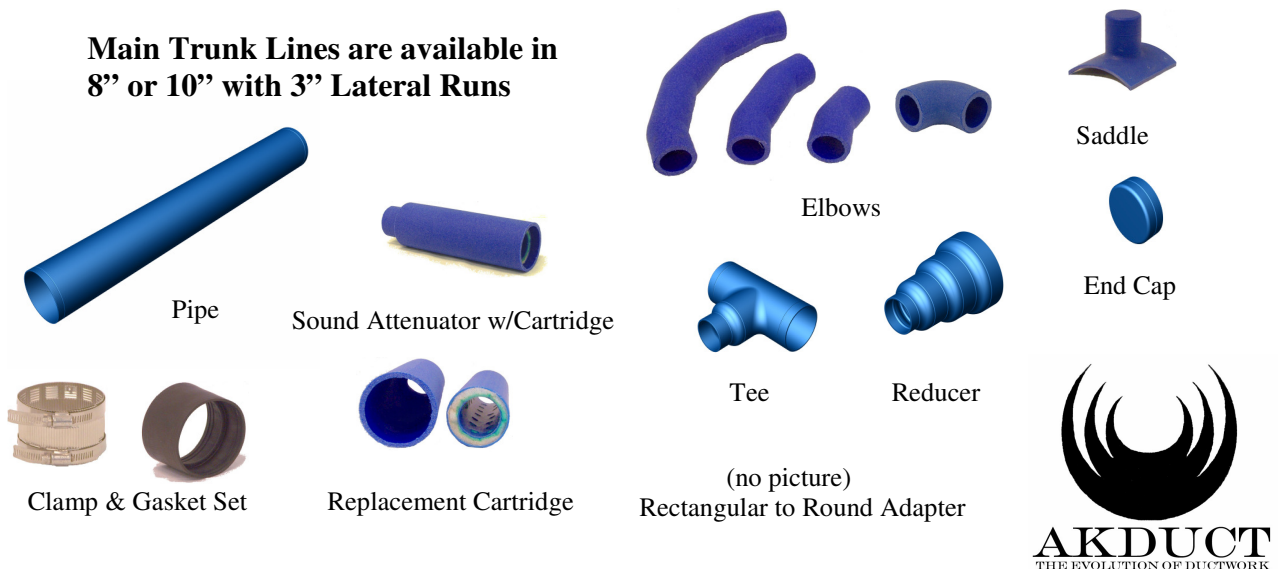 Main Trunk Lines are available in
8” or 10” with 3” Lateral Runs
Pipe
Sound Attenuator w/Cartridge
Elbows
Saddle
End Cap
Tee
Reducer
Clamp & Gasket Set
Replacement Cartridge
(no picture)
Rectangular to Round Adapter
AKDUCT
THE EVOLUTION OF DUCTWORK